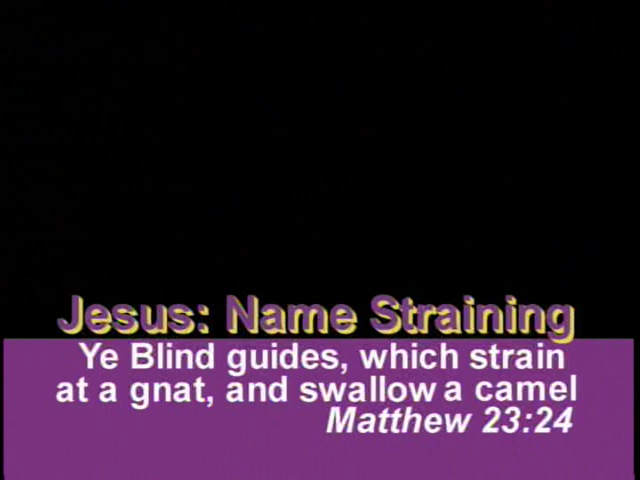 Jesus: Name Straining
Ye Blind guides, which strain
at a gnat, and swallow a camel
Matthew 23:24